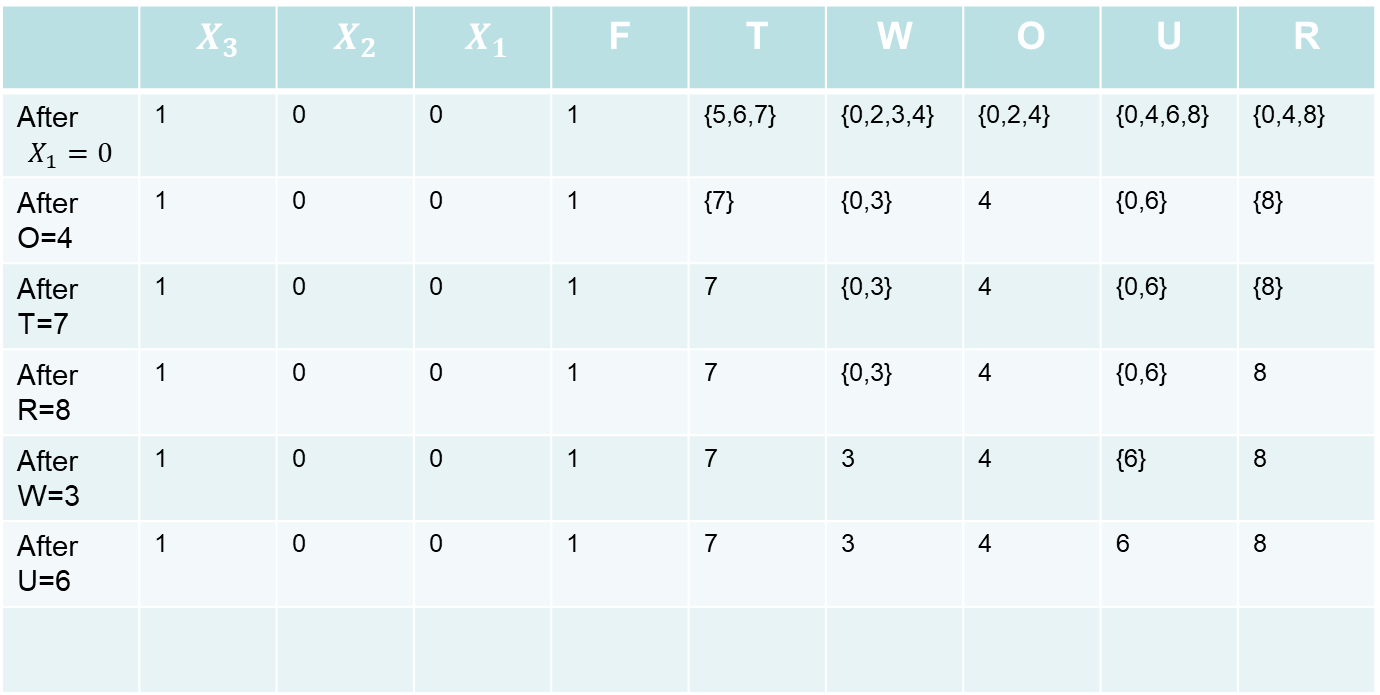 X₃ X₂ X₁ F T W O U R
After 1 0 0 1 {5,6,7} {0,2,3,4} {0,2,4} {0,4,6,8} {0,4,8}
X₁ = 0
After 1 0 0 1 {7} {0,3} 4 {0,6} {8}
O=4
After 1 0 0 1 7 {0,3} 4 {0,6} {8}
T=7
After 1 0 0 1 7 {0,3} 4 {0,6} 8
R=8
After 1 0 0 1 7 3 4 {6} 8
W=3
After 1 0 0 1 7 3 4 6 8
U=6